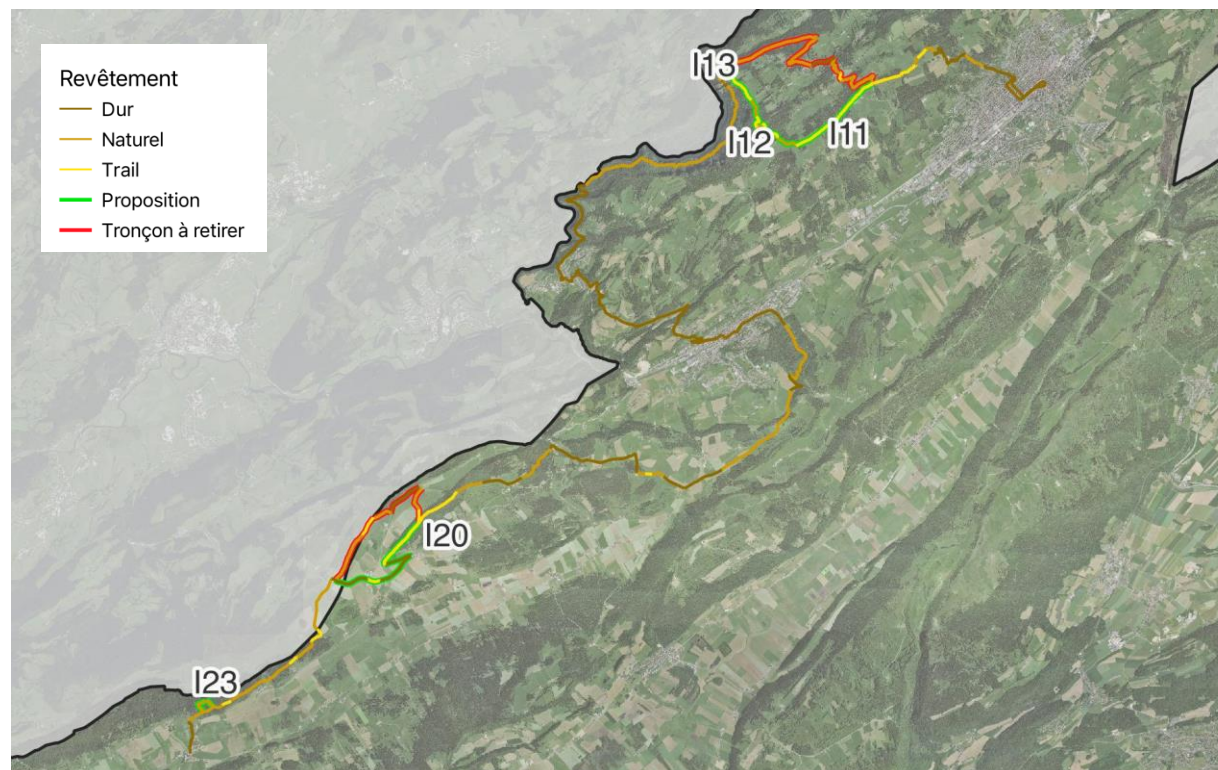 Revêtement
Dur
Naturel
Trail
Proposition
Tronçon à retirer
I13
I12
I11
I20
I23